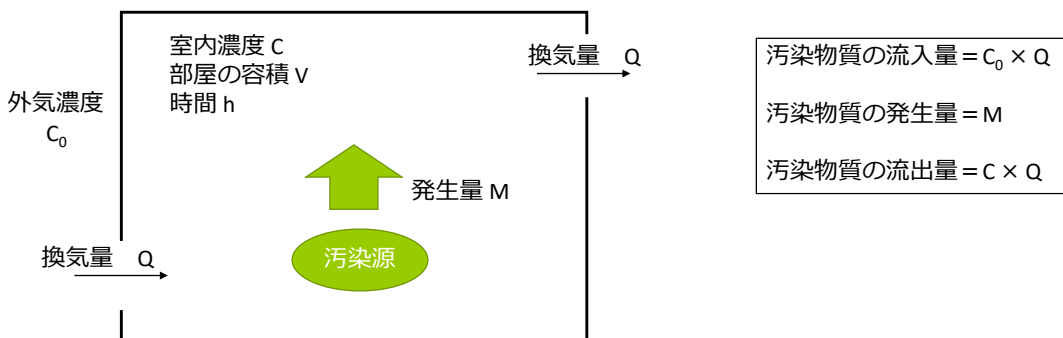 室内濃度 C
部屋の容積 V
時間 h
換気量 Q
外気濃度
C₀
発生量 M
汚染源
換気量 Q
汚染物質の流入量＝C₀ × Q
汚染物質の発生量＝M
汚染物質の流出量＝C × Q